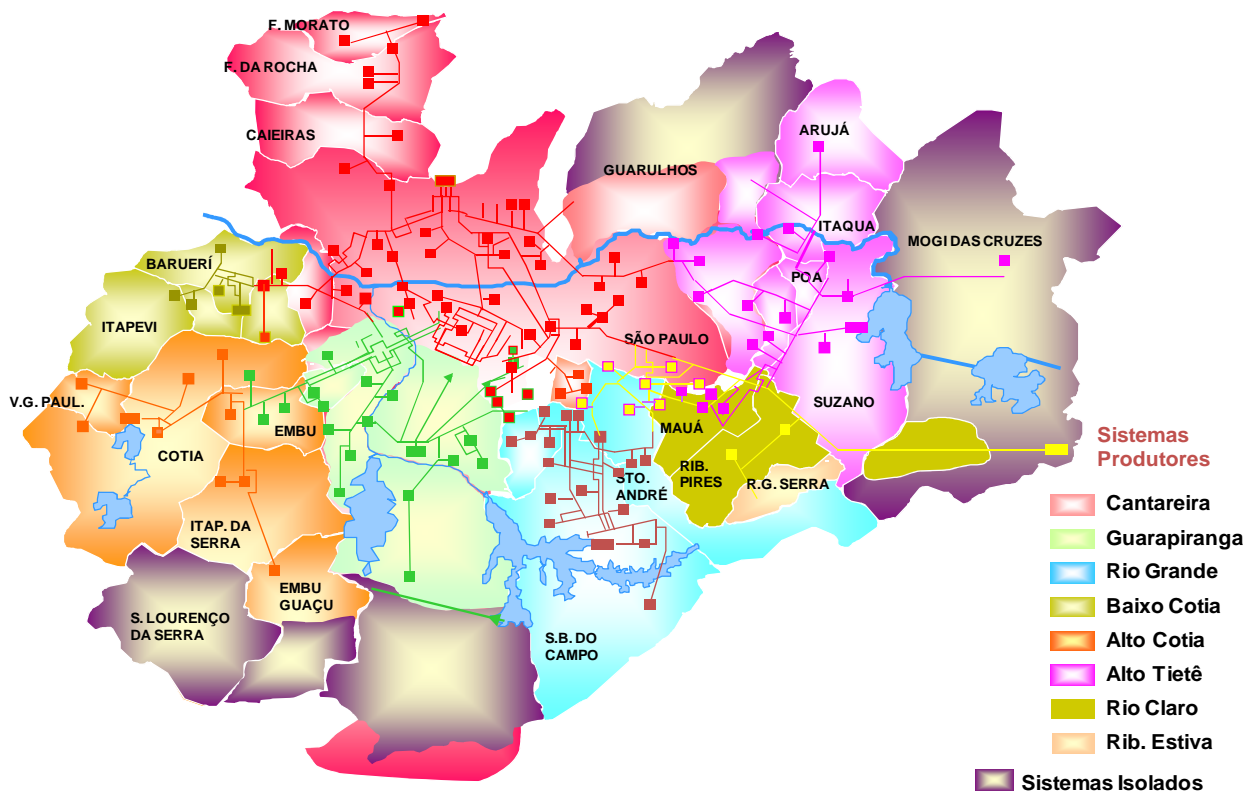 F. MORATO
F. DA ROCHA
CAIEIRAS
ARUJÁ
GUARULHOS
ITAQUA
MOGI DAS CRUZES
BARUERÍ
POÁ
ITAPEVI
SÃO PAULO
V.G. PAUL.
SUZANO
EMBU
MAUÁ
COTIA
Sistemas
Produtores
RIB.
PIRES
STO.
ANDRÉ
R.G. SERRA
Cantareira
ITAP. DA
SERRA
Guarapiranga
Rio Grande
EMBU
GUAÇU
Baixo Cotia
S. LOURENÇO
DA SERRA
Alto Cotia
S.B. DO
CAMPO
Alto Tietê
Rio Claro
Rib. Estiva
Sistemas Isolados